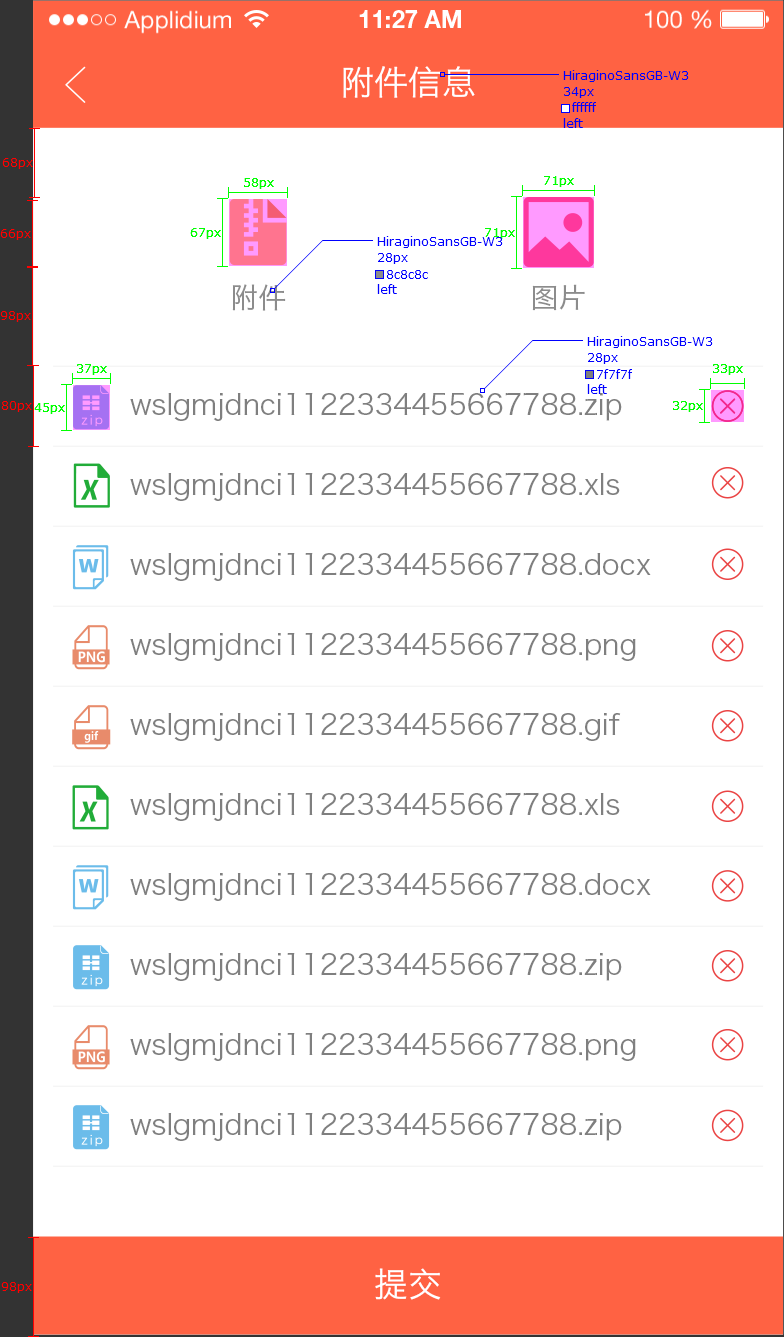 Applidium 11:27 AM 100 %
附件信息
HiraginoSansGB-W3
34px
ffffff
left
68px
58px
71px
67px
71px
66px
HiraginoSansGB-W3
28px
8c8c8c
left
附件
图片
98px
HiraginoSansGB-W3
28px
7f7f7f
left
37px
33px
80px
45px
32px
zip
wslgmjdnci1122334455667788.zip
X
wslgmjdnci1122334455667788.xls
W
wslgmjdnci1122334455667788.docx
PNG
wslgmjdnci1122334455667788.png
gif
wslgmjdnci1122334455667788.gif
X
wslgmjdnci1122334455667788.xls
W
wslgmjdnci1122334455667788.docx
zip
wslgmjdnci1122334455667788.zip
PNG
wslgmjdnci1122334455667788.png
zip
wslgmjdnci1122334455667788.zip
98px
提交